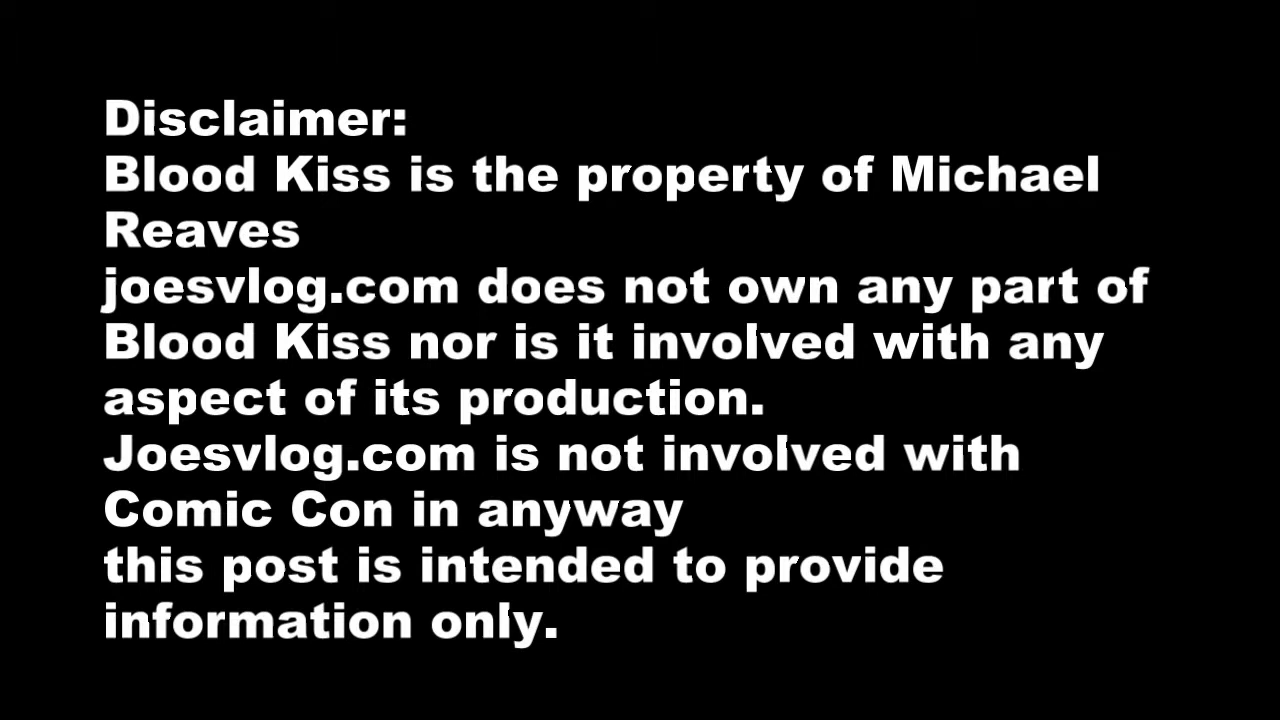 Disclaimer:
Blood Kiss is the property of Michael
Reaves
joesvlog.com does not own any part of
Blood Kiss nor is it involved with any
aspect of its production.
Joesvlog.com is not involved with
Comic Con in anyway
this post is intended to provide
information only.